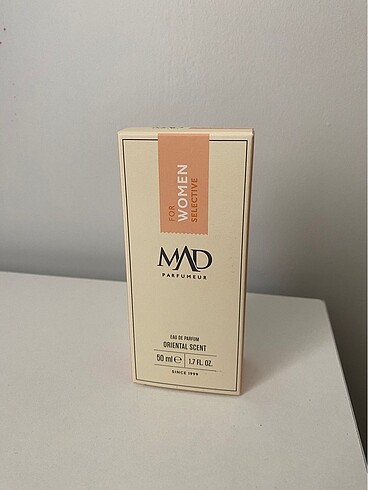 FOR
WOMEN
SELECTIVE
MAD
PARFUMEUR
EAU DE PARFUM
ORIENTAL SCENT
50 ml ℮ 1.7 FL. OZ.
SINCE 1999